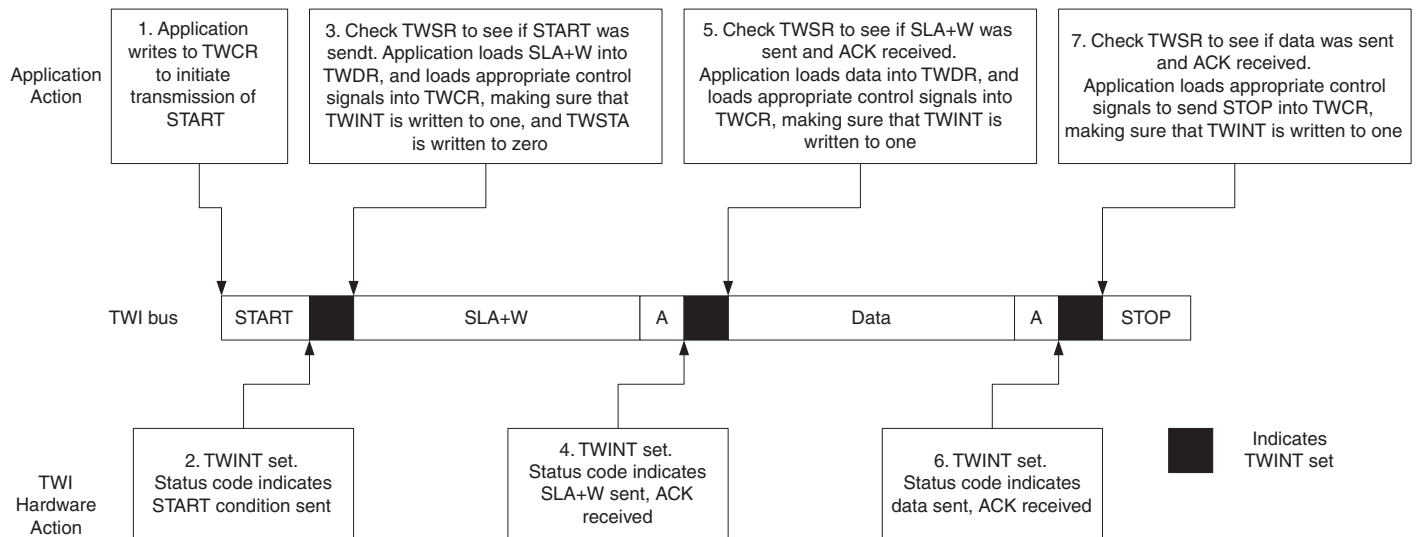 Application
Action
1. Application
writes to TWCR
to initiate
transmission of
START
3. Check TWSR to see if START was
sendt. Application loads SLA+W into
TWDR, and loads appropriate control
signals into TWCR, making sure that
TWINT is written to one, and TWSTA
is written to zero
5. Check TWSR to see if SLA+W was
sent and ACK received.
Application loads data into TWDR, and
loads appropriate control signals into
TWCR, making sure that TWINT is
written to one
7. Check TWSR to see if data was sent
and ACK received.
Application loads appropriate control
signals to send STOP into TWCR,
making sure that TWINT is written to one
TWI bus
START
SLA+W
A
Data
A
STOP
TWI
Hardware
Action
2. TWINT set.
Status code indicates
START condition sent
4. TWINT set.
Status code indicates
SLA+W sent, ACK
received
6. TWINT set.
Status code indicates
data sent, ACK received
Indicates
TWINT set